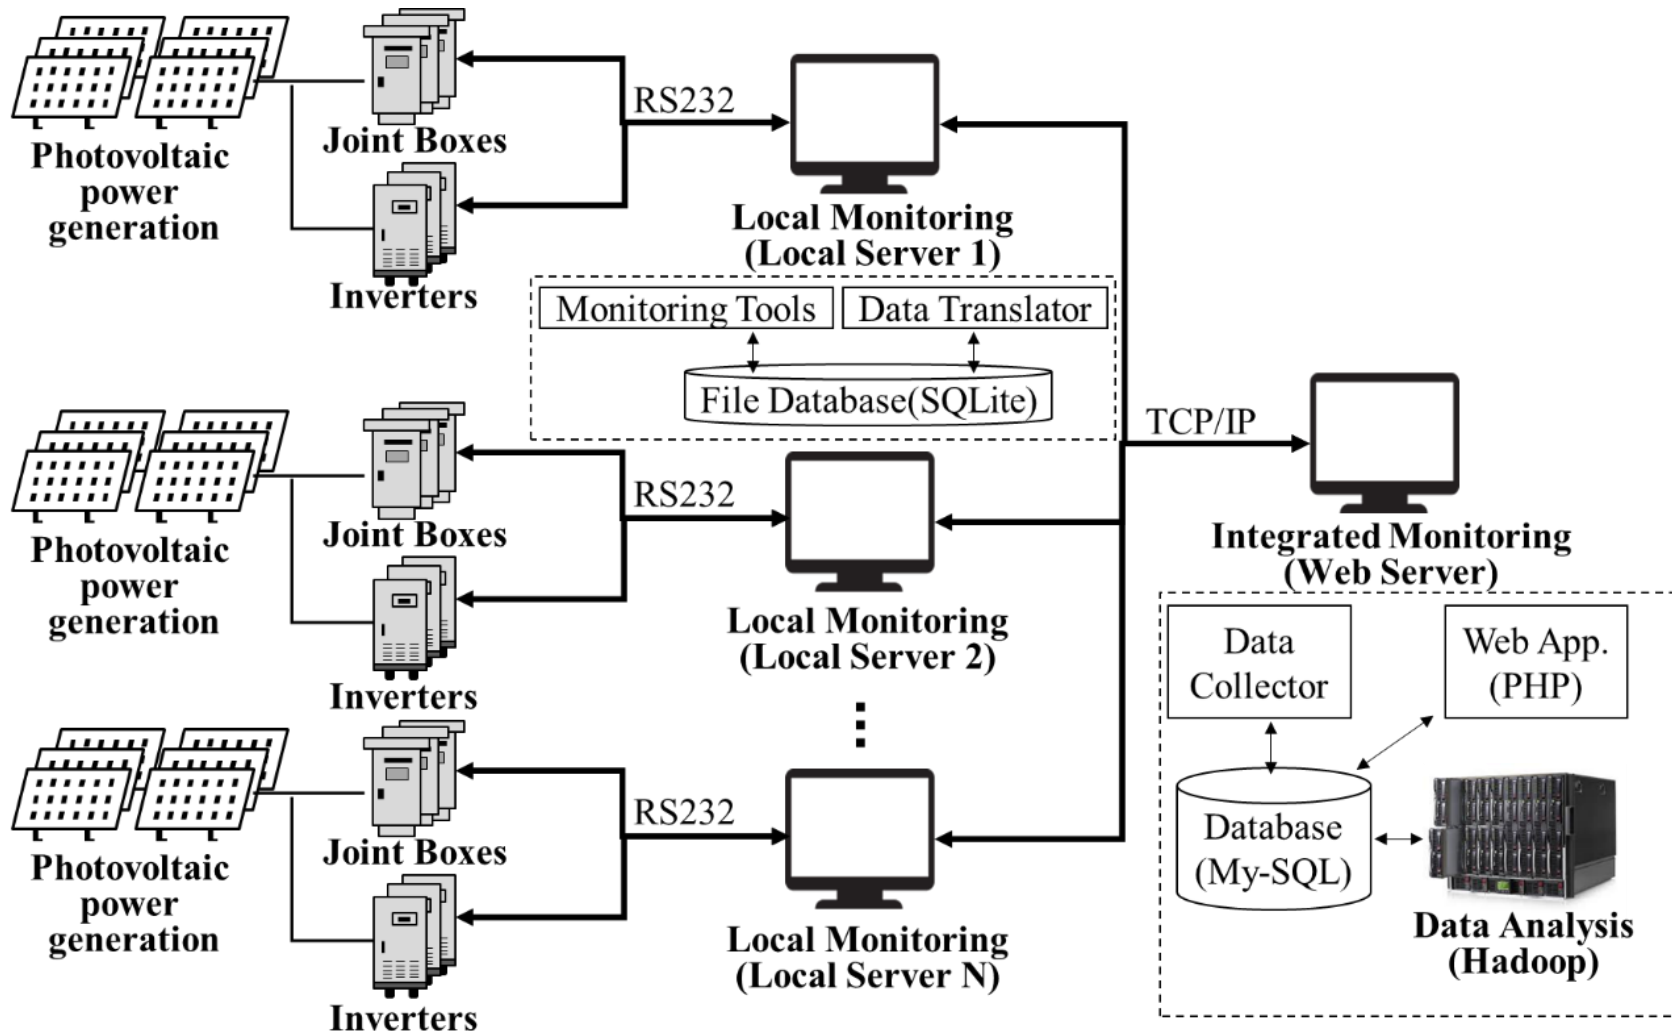 RS232
Joint Boxes
Photovoltaic
power
generation
Inverters
Local Monitoring
(Local Server 1)
Monitoring Tools
Data Translator
File Database(SQLite)
RS232
Joint Boxes
Photovoltaic
power
generation
Inverters
Local Monitoring
(Local Server 2)
TCP/IP
Integrated Monitoring
(Web Server)
Data
Collector
Web App.
(PHP)
Database
(My-SQL)
Data Analysis
(Hadoop)
RS232
Joint Boxes
Photovoltaic
power
generation
Inverters
Local Monitoring
(Local Server N)